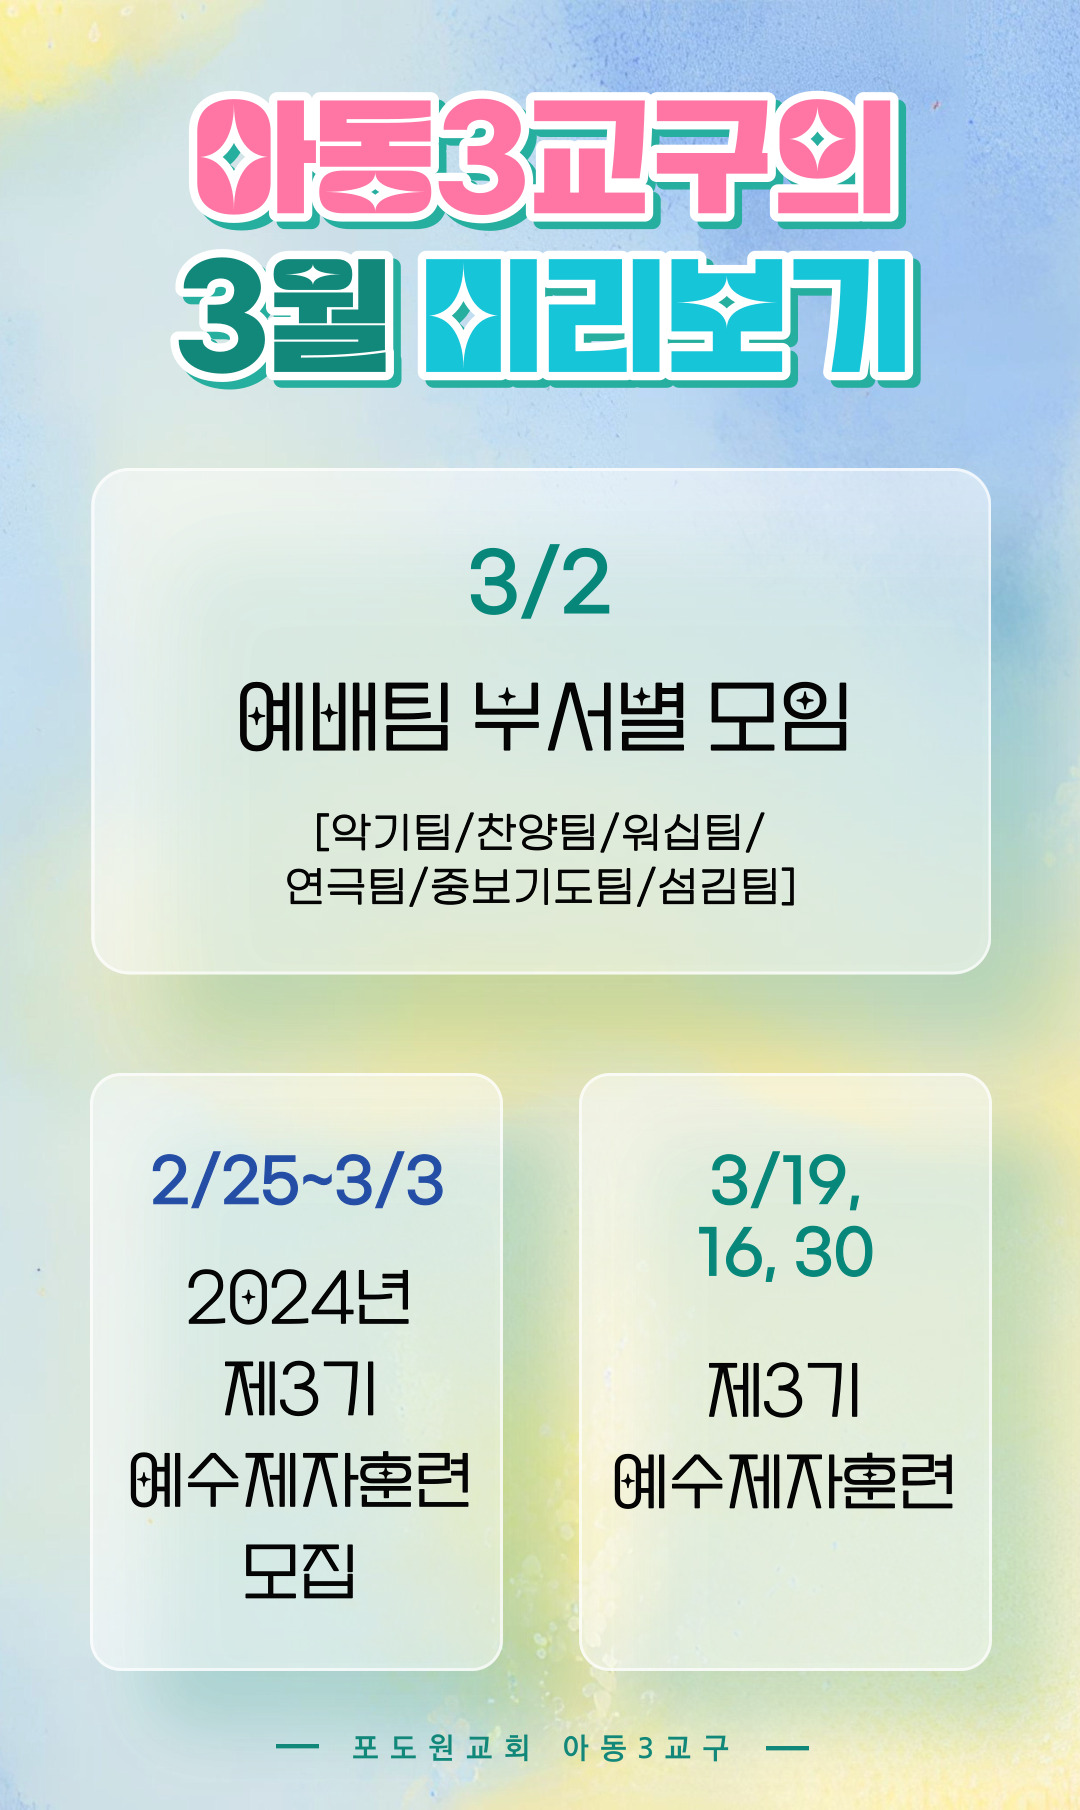 아동3교구의
3월 미리보기
3/2
예배팀 부서별 모임
[악기팀/찬양팀/워십팀/
연극팀/중보기도팀/섬김팀]
2/25~3/3
2024년
제3기
예수제자훈련
모집
3/19,
16, 30
제3기
예수제자훈련
포도원교회 아동3교구